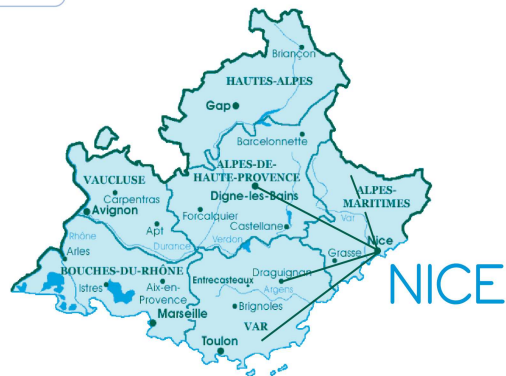 Briançon
HAUTES-ALPES
Gap
Barcelonnette
ALPES-DE-
HAUTE-PROVENCE
VAUCLUSE
Carpentras
Avignon
Digne-les-Bains
ALPES-
MARITIMES
Forcalquier
Var
Apt
Castellane
Rhône
Durance
Verdon
Nice
Arles
Grasse
BOUCHES-DU-RHÔNE
Istres
Aix-en-
Provence
Entrecasteaux
Draguignan
Argens
NICE
Brignoles
Marseille
VAR
Toulon